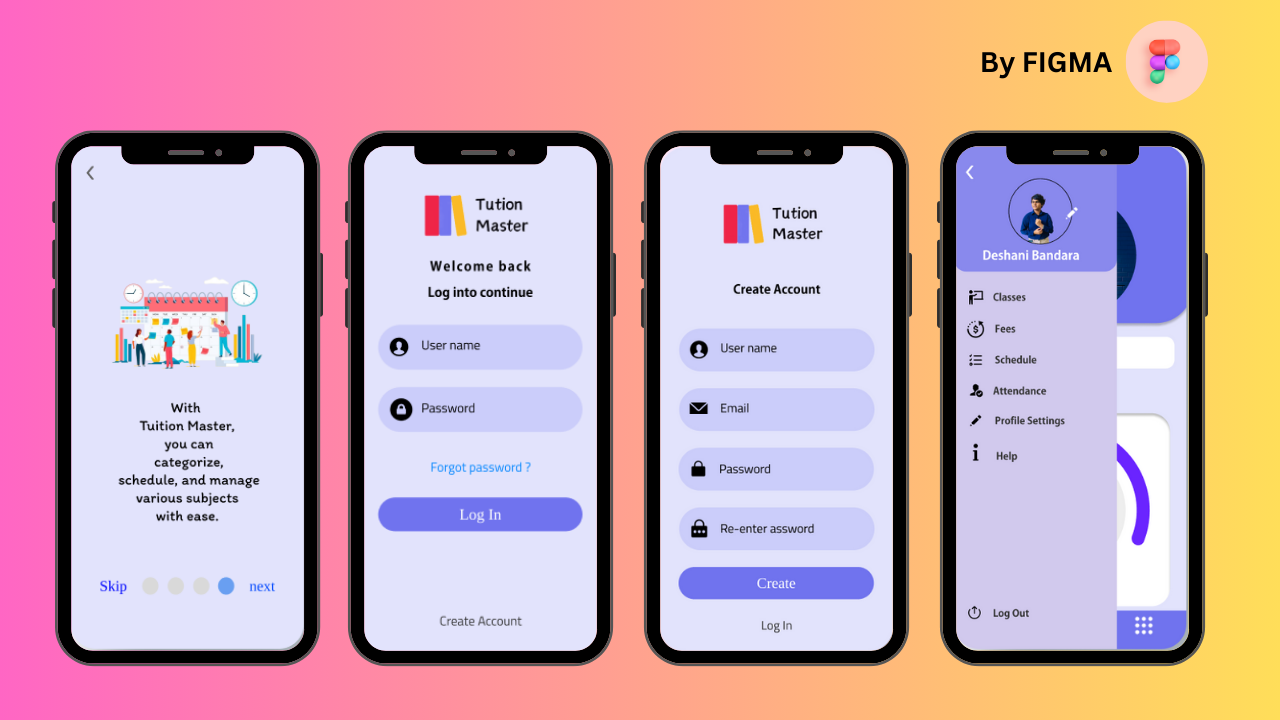 By FIGMA
With
Tuition Master,
you can
categorize,
schedule, and manage
various subjects
with ease.
Skip
next
Tution
Master
Welcome back
Log into continue
User name
Password
Forgot password ?
Log In
Create Account
Tution
Master
Create Account
User name
Email
Password
Re-enter assword
Create
Log In
Deshani Bandara
Classes
Fees
Schedule
Attendance
Profile Settings
Help
Log Out